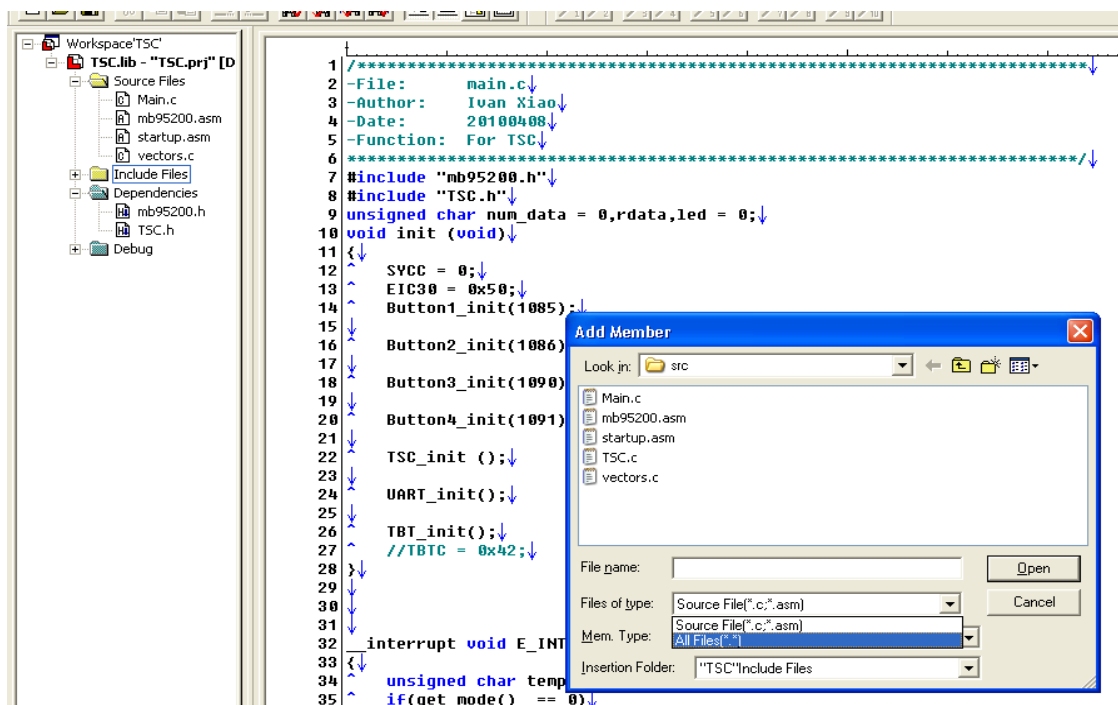 Workspace'TSC'
TSC.lib - "TSC.prj" [D
Source Files
Main.c
mb95200.asm
startup.asm
vectors.c
Include Files
Dependencies
mb95200.h
TSC.h
Debug
1 /*************************************************************************
2 -File: main.c
3 -Author: Ivan Xiao
4 -Date: 20100408
5 -Function: For TSC
6 *************************************************************************/
7 #include "mb95200.h"
8 #include "TSC.h"
9 unsigned char num_data = 0,rdata,led = 0;
10 void init (void)
11 {
12 SYCC = 0;
13 EIC30 = 0x50;
14 Button1_init(1085);
15
16 Button2_init(1086)
17
18 Button3_init(1090)
19
20 Button4_init(1091)
21
22 TSC_init ();
23
24 UART_init();
25
26 TBT_init();
27 //TBTC = 0x42;
28 }
29
30
31
32 __interrupt void E_INT
33 {
34 unsigned char temp
35 if(get_mode() == 0)
Add Member
Look in: src
Main.c
mb95200.asm
startup.asm
TSC.c
vectors.c
File name:
Open
Files of type: Source File(*.c;*.asm)
Cancel
Source File(*.c;*.asm)
All Files(*.*)
Mem. Type:
Insertion Folder: "TSC"Include Files